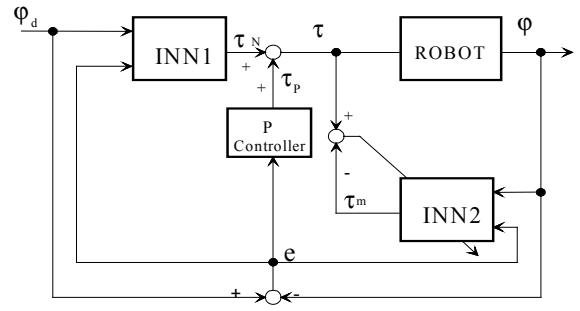 φd
INN1
τN
+
+
τP
τ
ROBOT
φ
P
Controller
+
-
τm
INN2
e
+
-